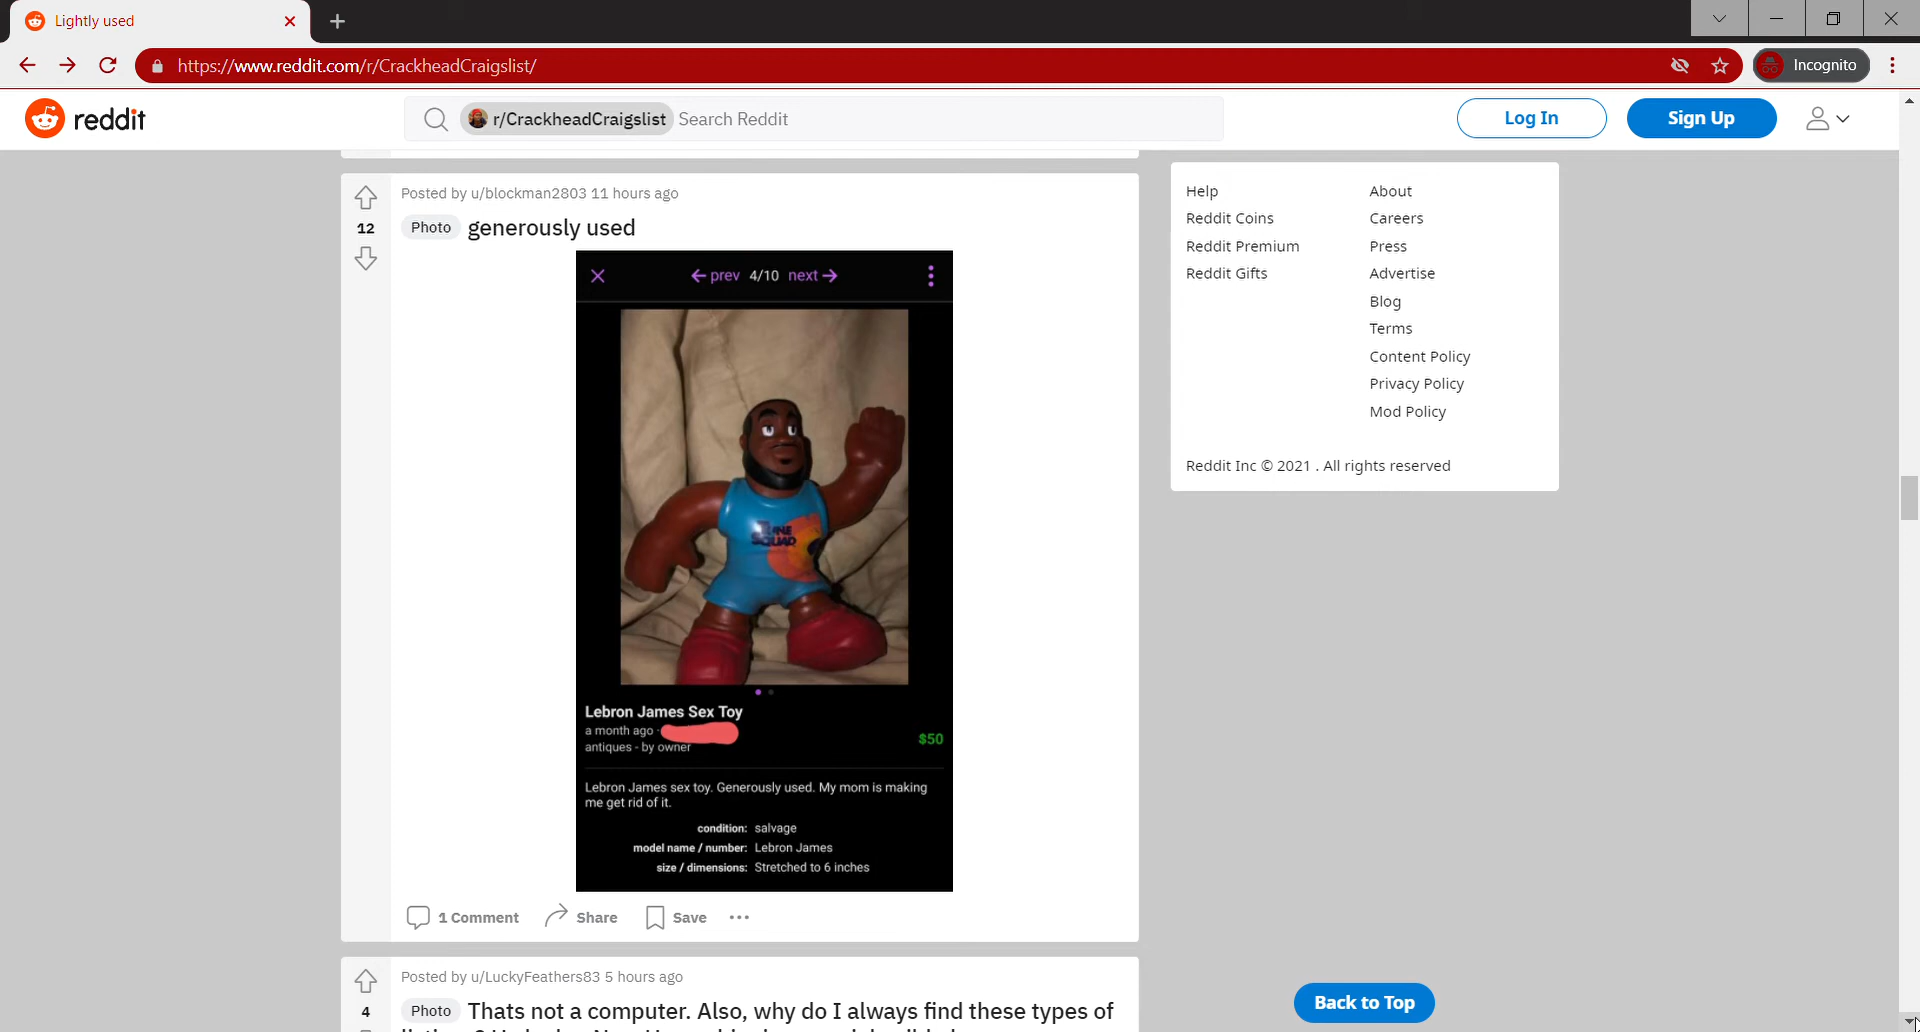 Lightly used
https://www.reddit.com/r/CrackheadCraigslist/
Incognito
reddit
r/CrackheadCraigslist Search Reddit
Log In
Sign Up
Posted by u/blockman2803 11 hours ago
12
Photo generously used
prev 4/10 next
TUNE
SQUAD
Lebron James Sex Toy
a month ago ·
antiques - by owner
$50
Lebron James sex toy. Generously used. My mom is making
me get rid of it.
condition: salvage
model name / number: Lebron James
size / dimensions: Stretched to 6 inches
1 Comment Share Save
Posted by u/LuckyFeathers83 5 hours ago
4
Photo Thats not a computer. Also, why do I always find these types of
Help
Reddit Coins
Reddit Premium
Reddit Gifts
About
Careers
Press
Advertise
Blog
Terms
Content Policy
Privacy Policy
Mod Policy
Reddit Inc © 2021 . All rights reserved
Back to Top